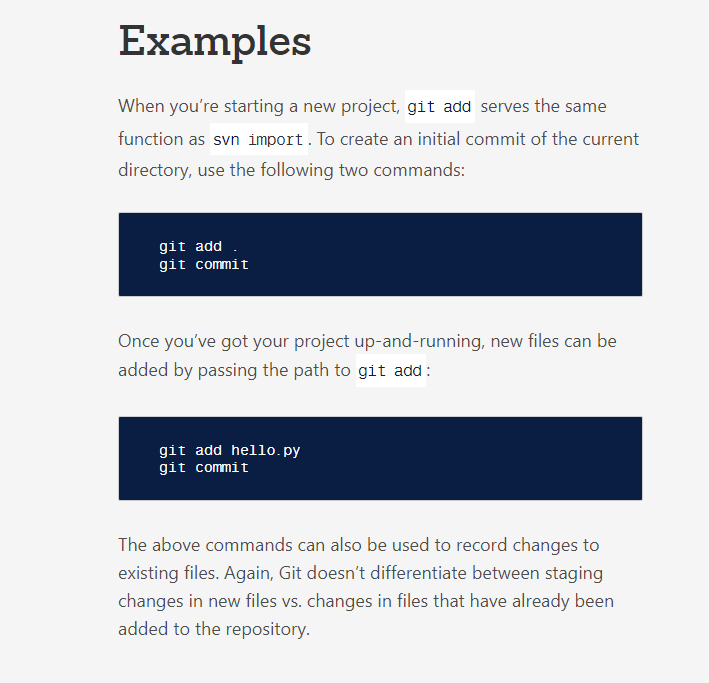 Examples
When you’re starting a new project, git add serves the same
function as svn import. To create an initial commit of the current
directory, use the following two commands:
git add .
git commit
Once you’ve got your project up-and-running, new files can be
added by passing the path to git add:
git add hello.py
git commit
The above commands can also be used to record changes to
existing files. Again, Git doesn’t differentiate between staging
changes in new files vs. changes in files that have already been
added to the repository.